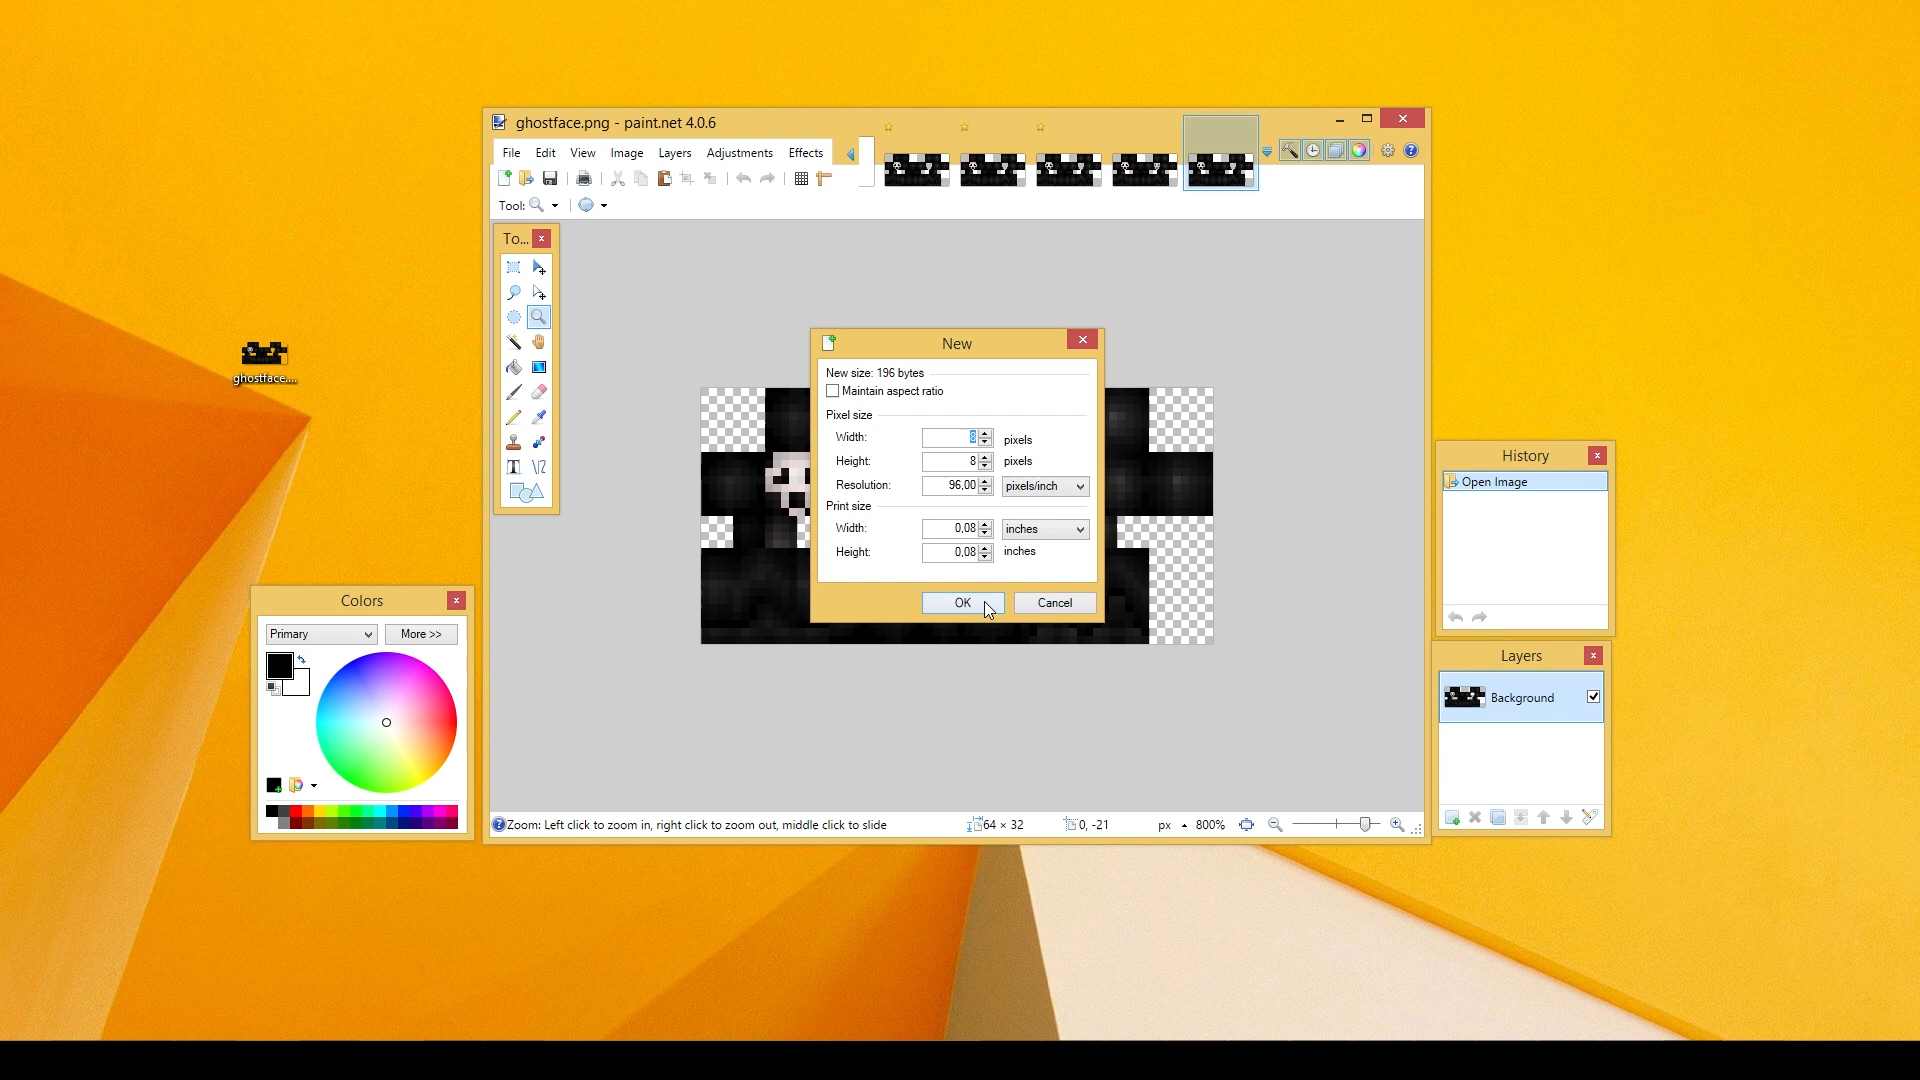 ghostface.png - paint.net 4.0.6
File Edit View Image Layers Adjustments Effects
Tool:
To...
ghostface....
New
New size: 196 bytes
Maintain aspect ratio
Pixel size
Width: 8 pixels
Height: 8 pixels
Resolution: 96,00 pixels/inch
Print size
Width: 0,08 inches
Height: 0,08 inches
OK Cancel
History
Open Image
Colors
Primary More >>
Layers
Background
Zoom: Left click to zoom in, right click to zoom out, middle click to slide 64 × 32 0, -21 px 800%